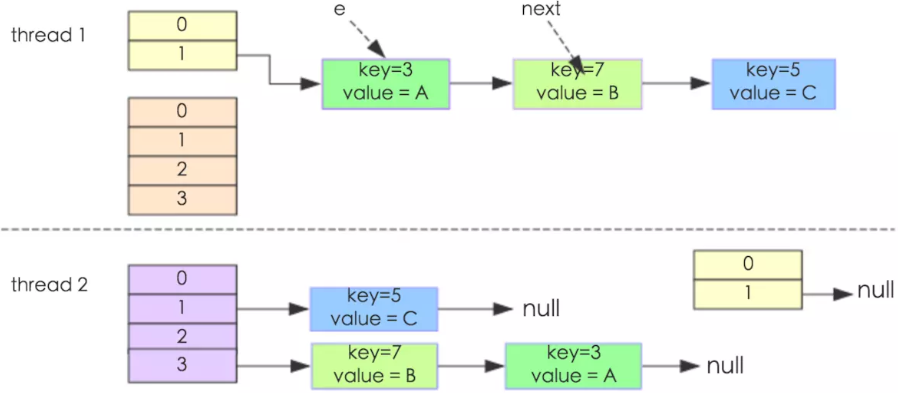 e
next
thread 1
0
1
key=3
value = A
key=7
value = B
key=5
value = C
0
1
2
3
thread 2
0
1
2
3
key=5
value = C
null
key=7
value = B
key=3
value = A
null
0
1
null